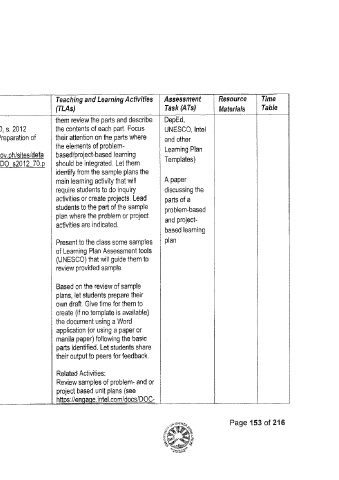 Teaching and Learning Activities
(TLAs)
Assessment
Task (ATs)
Resource
Materials
Time
Table
), s. 2012
Preparation of
ov.ph/sites/defa
DO_s2012_70.p
them review the parts and describe
the contents of each part. Focus
their attention on the parts where
the elements of problem-
based/project-based learning
should be integrated. Let them
identify from the sample plans the
main learning activity that will
require students to do inquiry
activities or create projects. Lead
students to the part of the sample
plan where the problem or project
activities are indicated.
Present to the class some samples
of Learning Plan Assessment tools
(UNESCO) that will guide them to
review provided sample.
Based on the review of sample
plans, let students prepare their
own draft. Give time for them to
create (if no template is available)
the document using a Word
application (or using a paper or
manila paper) following the basic
parts identified. Let students share
their output to peers for feedback.
Related Activities:
Review samples of problem- and/or
project based unit plans (see
https://engage.intel.com/docs/DOC-
DepEd,
UNESCO, Intel
and other
Learning Plan
Templates)
A paper
discussing the
parts of a
problem-based
and project-
based learning
plan
Page 153 of 216